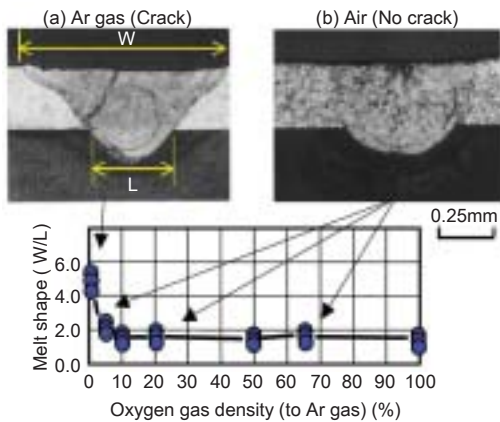 (a) Ar gas (Crack)
(b) Air (No crack)
W
L
0.25mm
Melt shape ( W/L)
6.0
4.0
2.0
0.0
0 10 20 30 40 50 60 70 80 90 100
Oxygen gas density (to Ar gas) (%)